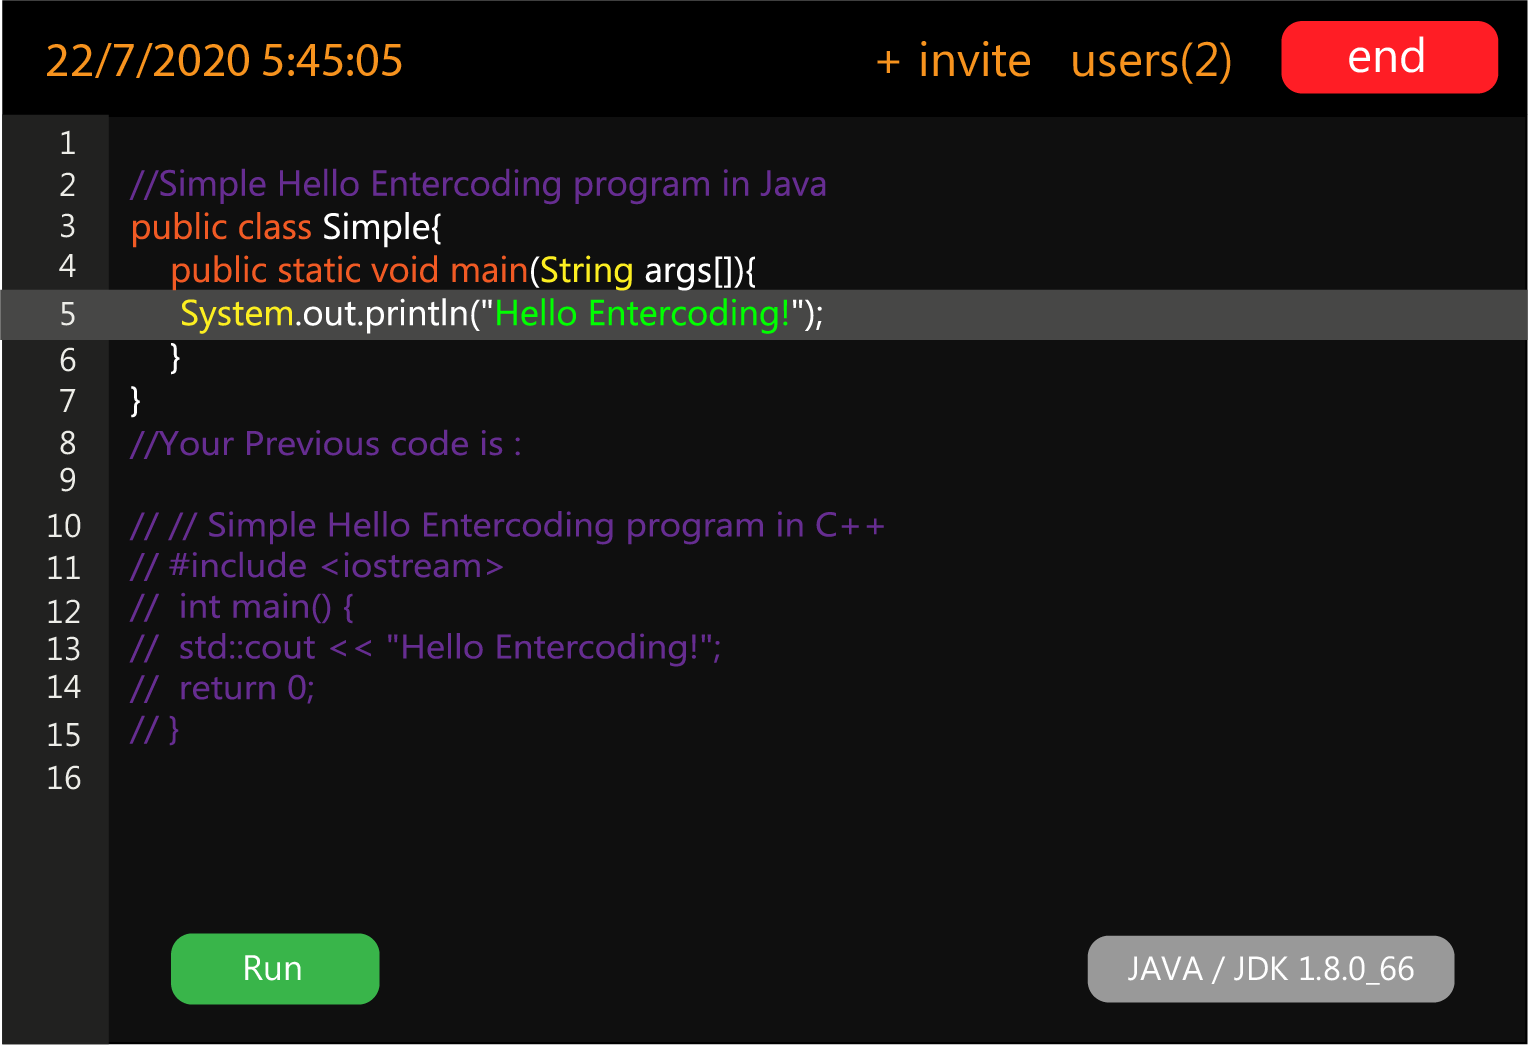 22/7/2020 5:45:05 + invite users(2) end
1
2 //Simple Hello Entercoding program in Java
3 public class Simple{
4 public static void main(String args[]){
5 System.out.println("Hello Entercoding!");
6 }
7 }
8 //Your Previous code is :
9
10 // // Simple Hello Entercoding program in C++
11 // #include <iostream>
12 // int main() {
13 // std::cout << "Hello Entercoding!";
14 // return 0;
15 // }
16
Run JAVA / JDK 1.8.0_66